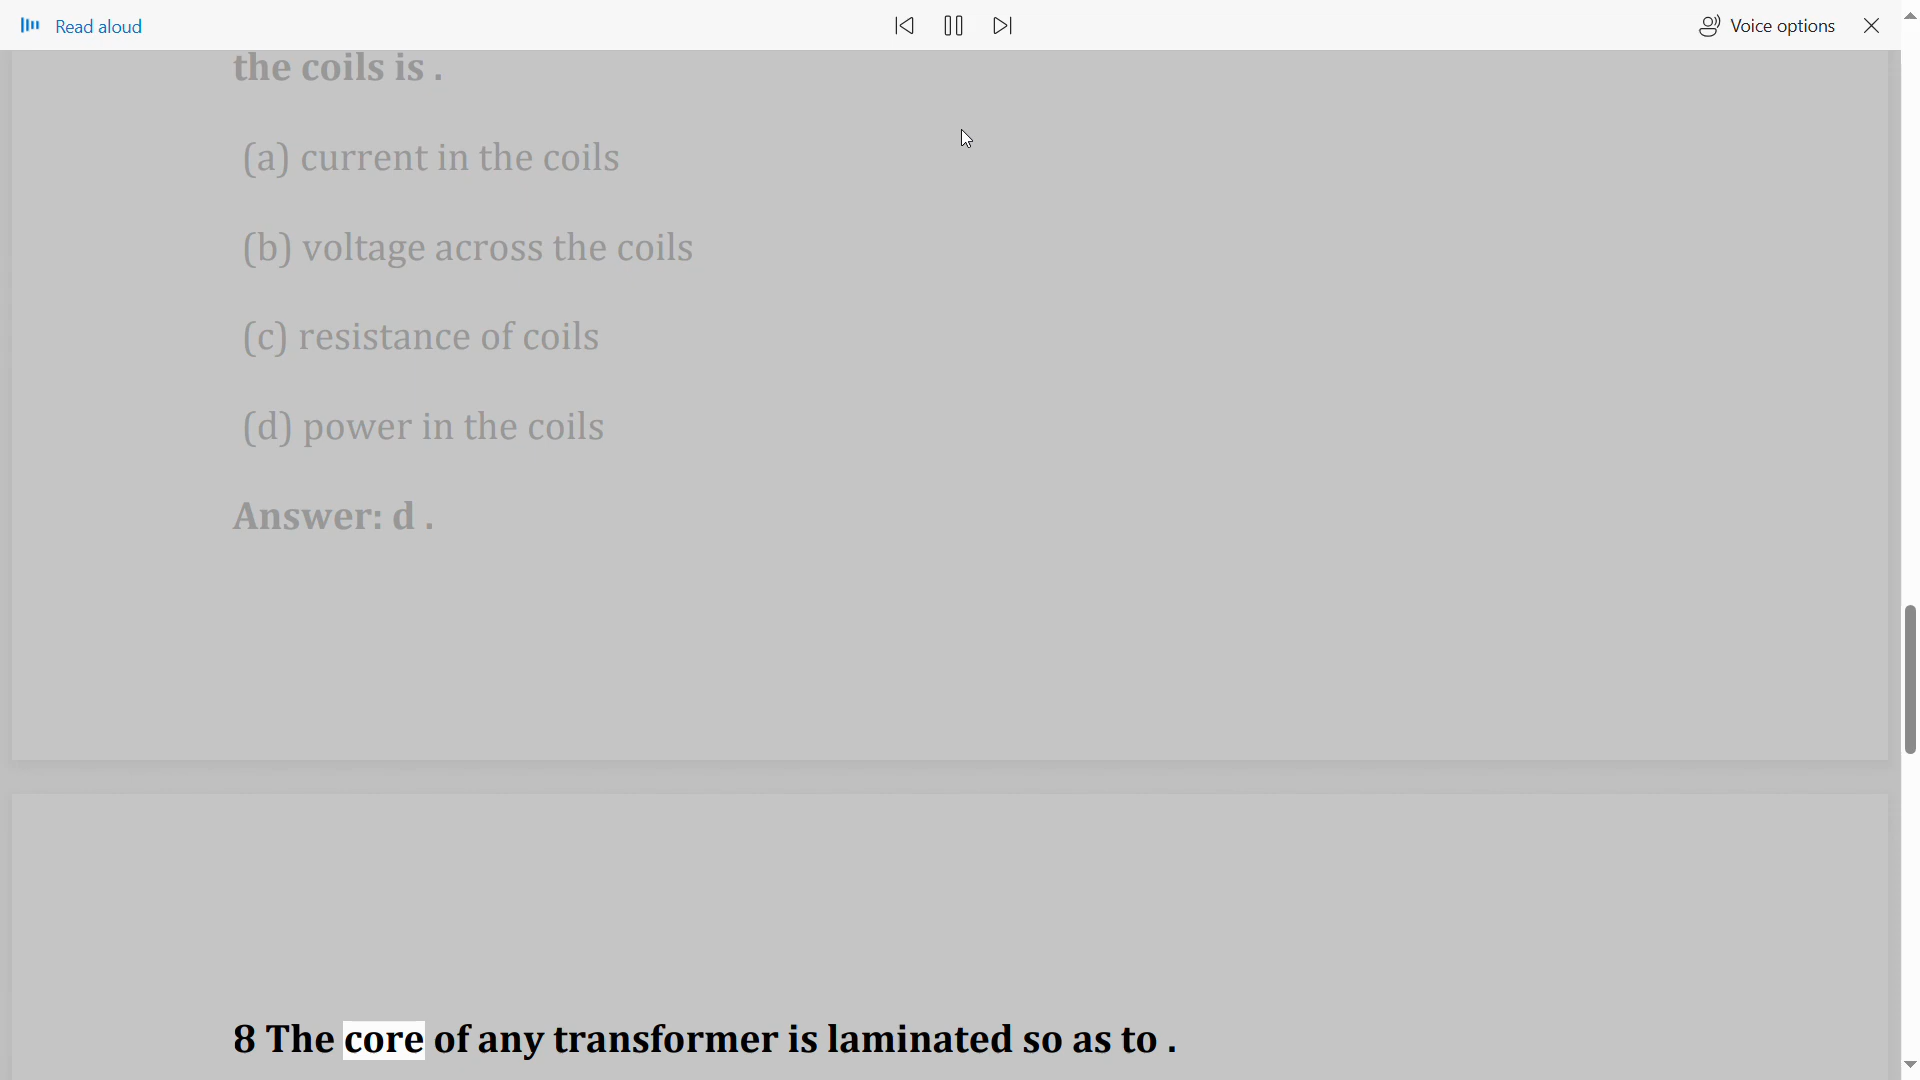 Read aloud
Voice options
the coils is .
(a) current in the coils
(b) voltage across the coils
(c) resistance of coils
(d) power in the coils
Answer: d .
8 The core of any transformer is laminated so as to .